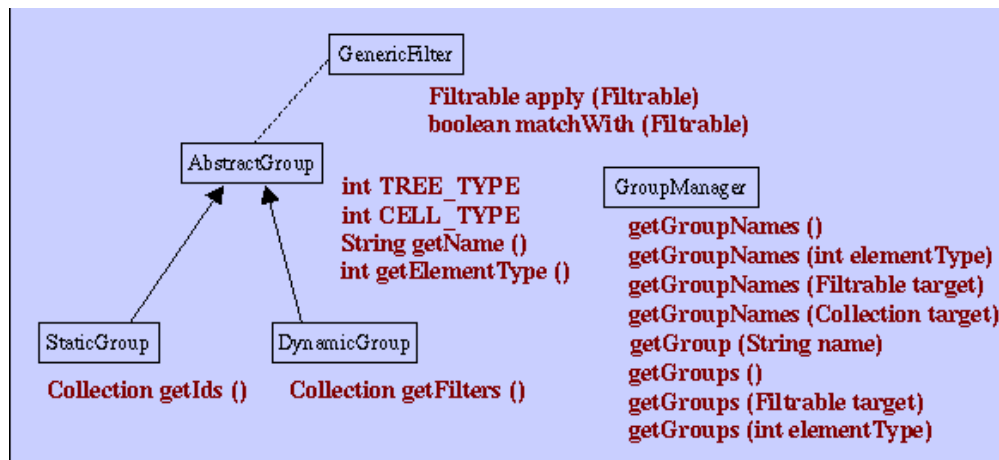 GenericFilter
Filtrable apply (Filtrable)
boolean matchWith (Filtrable)
AbstractGroup
int TREE_TYPE
int CELL_TYPE
String getName ()
int getElementType ()
StaticGroup
Collection getIds ()
DynamicGroup
Collection getFilters ()
GroupManager
getGroupNames ()
getGroupNames (int elementType)
getGroupNames (Filtrable target)
getGroupNames (Collection target)
getGroup (String name)
getGroups ()
getGroups (Filtrable target)
getGroups (int elementType)